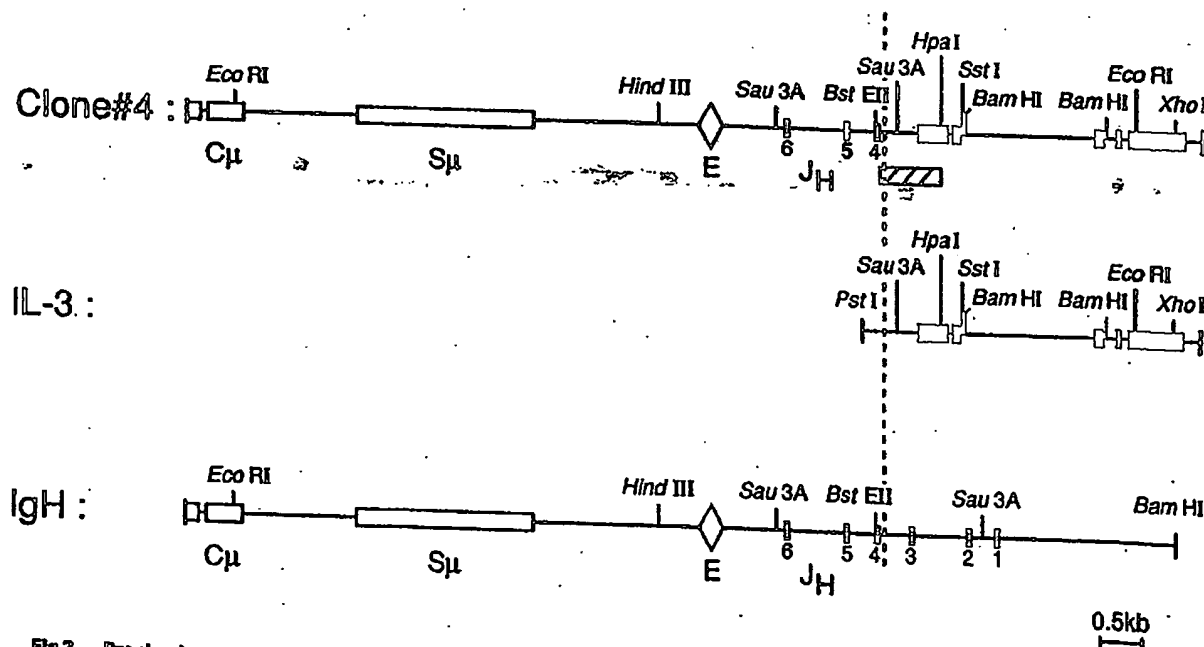 Clone#4 :
Eco RI
Hind III
Sau 3A
Bst EII
Sau 3A
Hpa I
Sst I
Bam HI
Bam HI
Eco RI
Xho I
Cμ
Sμ
E
6
J_H
5
4
IL-3 :
Pst I
Sau 3A
Hpa I
Sst I
Bam HI
Bam HI
Eco RI
Xho I
IgH :
Eco RI
Hind III
Sau 3A
Bst EII
Sau 3A
Bam HI
Cμ
Sμ
E
6
J_H
5
4
3
2
1
0.5kb